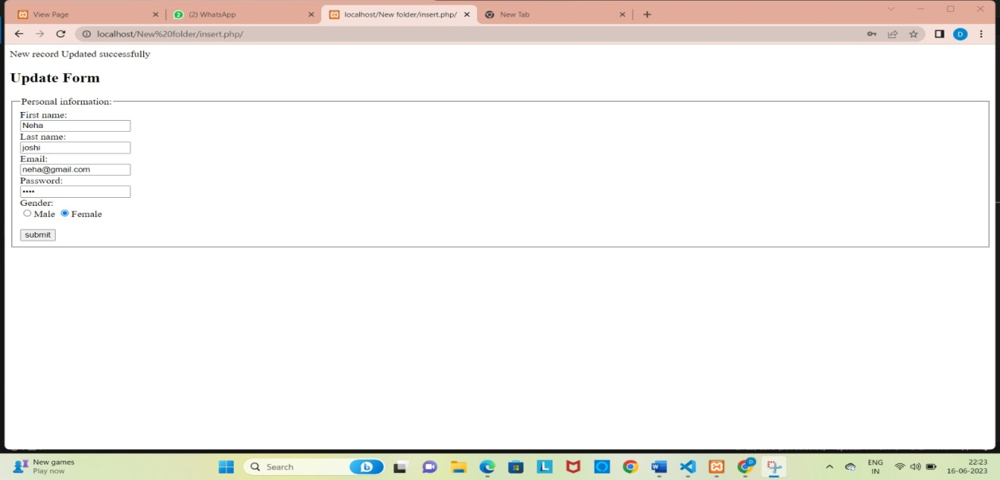 View Page
(2) WhatsApp
localhost/New folder/insert.php/
New Tab
localhost/New%20folder/insert.php/
D
New record Updated successfully
Update Form
Personal information:
First name:
Neha
Last name:
joshi
Email:
neha@gmail.com
Password:
••••
Gender:
Male Female
submit
New games
Play now
Search
ENG
IN
22:23
16-06-2023